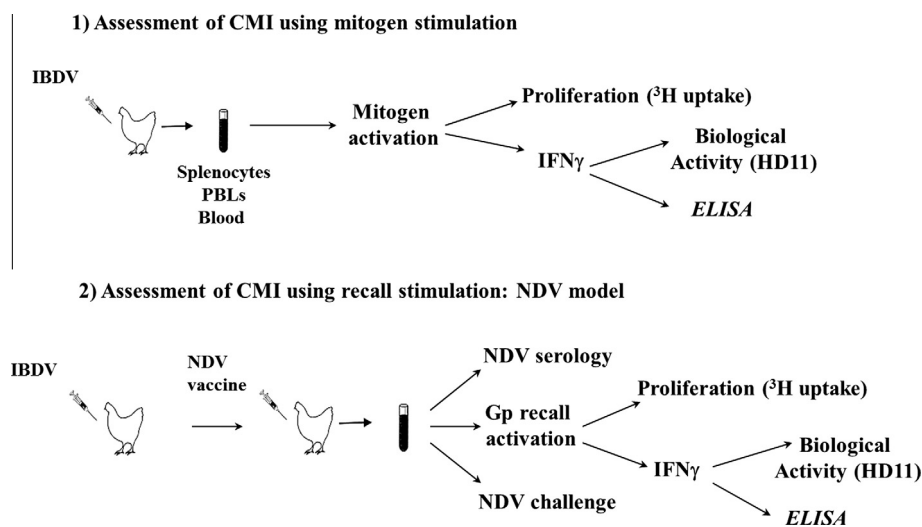 1) Assessment of CMI using mitogen stimulation
IBDV
Splenocytes
PBLs
Blood
Mitogen
activation
Proliferation (³H uptake)
IFNγ
Biological
Activity (HD11)
ELISA
2) Assessment of CMI using recall stimulation: NDV model
IBDV
NDV
vaccine
NDV serology
Gp recall
activation
NDV challenge
Proliferation (³H uptake)
IFNγ
Biological
Activity (HD11)
ELISA